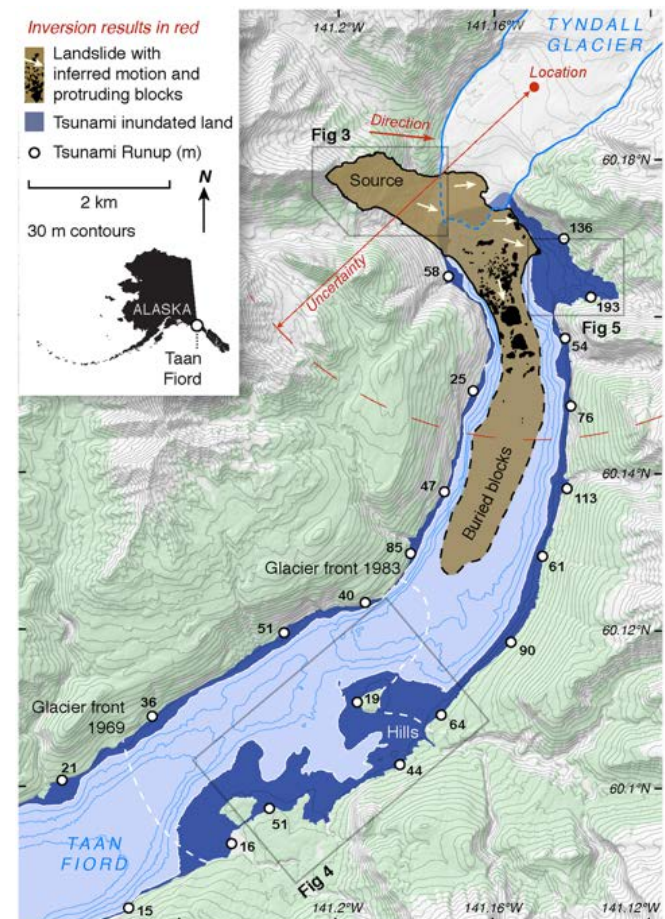 Inversion results in red
Landslide with
inferred motion and
protruding blocks
Tsunami inundated land
Tsunami Runup (m)
2 km
N
30 m contours
ALASKA
Taan
Fiord
141.2°W
141.16°W
TYNDALL
GLACIER
Location
Fig 3
Direction
60.18°N
Source
136
Uncertainty
58
193
Fig 5
54
25
76
60.14°N
47
113
Buried blocks
85
Glacier front 1983
61
40
60.12°N
51
90
19
36
Glacier front
1969
64
Hills
44
21
60.1°N
51
TAAN
FIORD
16
Fig 4
15
141.2°W
141.16°W
141.12°W